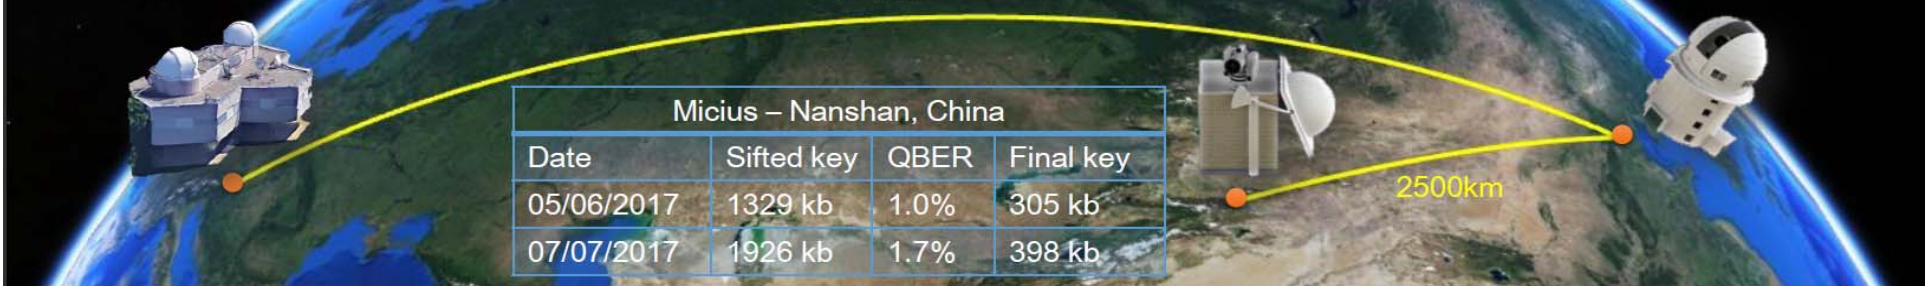 Micius – Nanshan, China
Date Sifted key QBER Final key
05/06/2017 1329 kb 1.0% 305 kb
07/07/2017 1926 kb 1.7% 398 kb
2500km